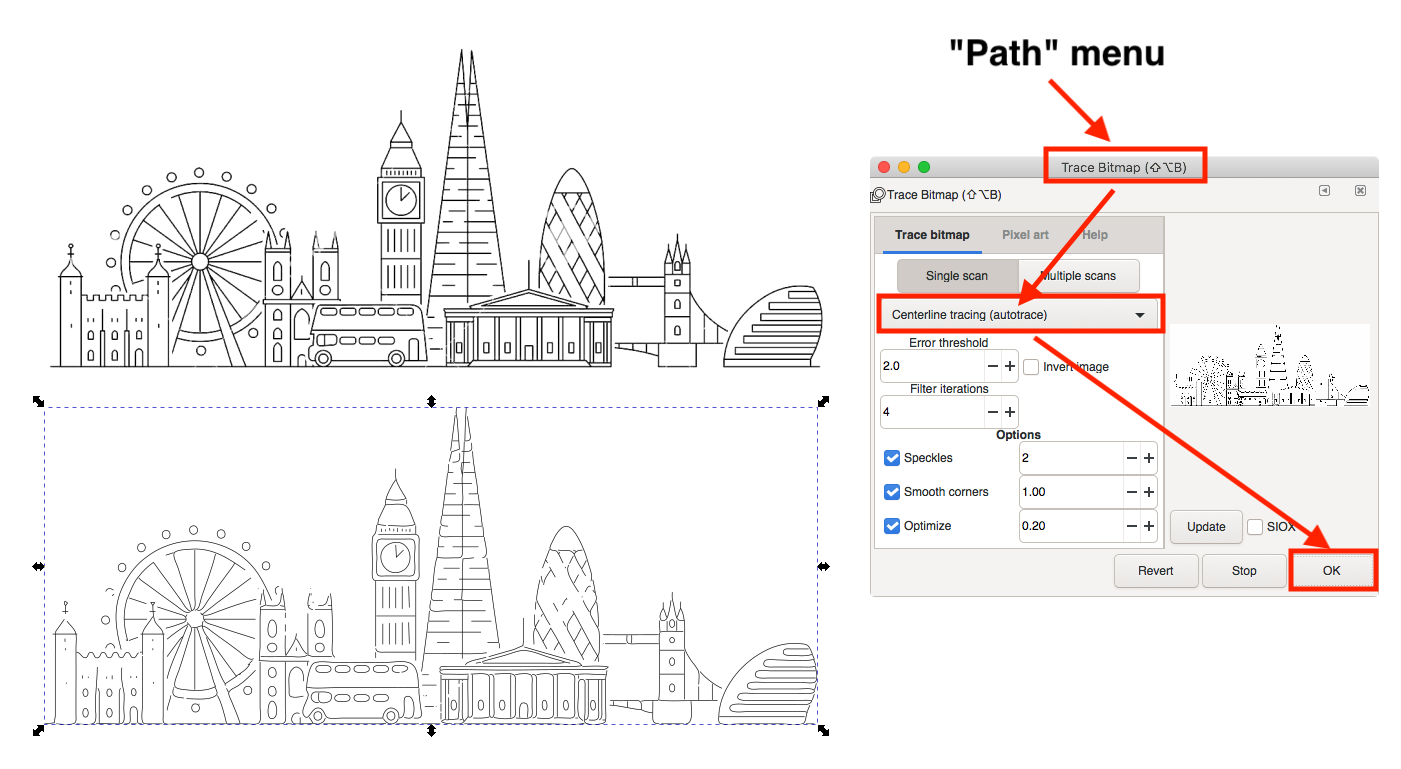 "Path" menu
Trace Bitmap (⇧⌥B)
Trace Bitmap (⇧⌥B)
Trace bitmap Pixel art Help
Single scan Multiple scans
Centerline tracing (autotrace)
Error threshold
2.0 Invert image
Filter iterations
4
Options
Speckles 2
Smooth corners 1.00
Optimize 0.20
Update SIOX
Revert Stop OK